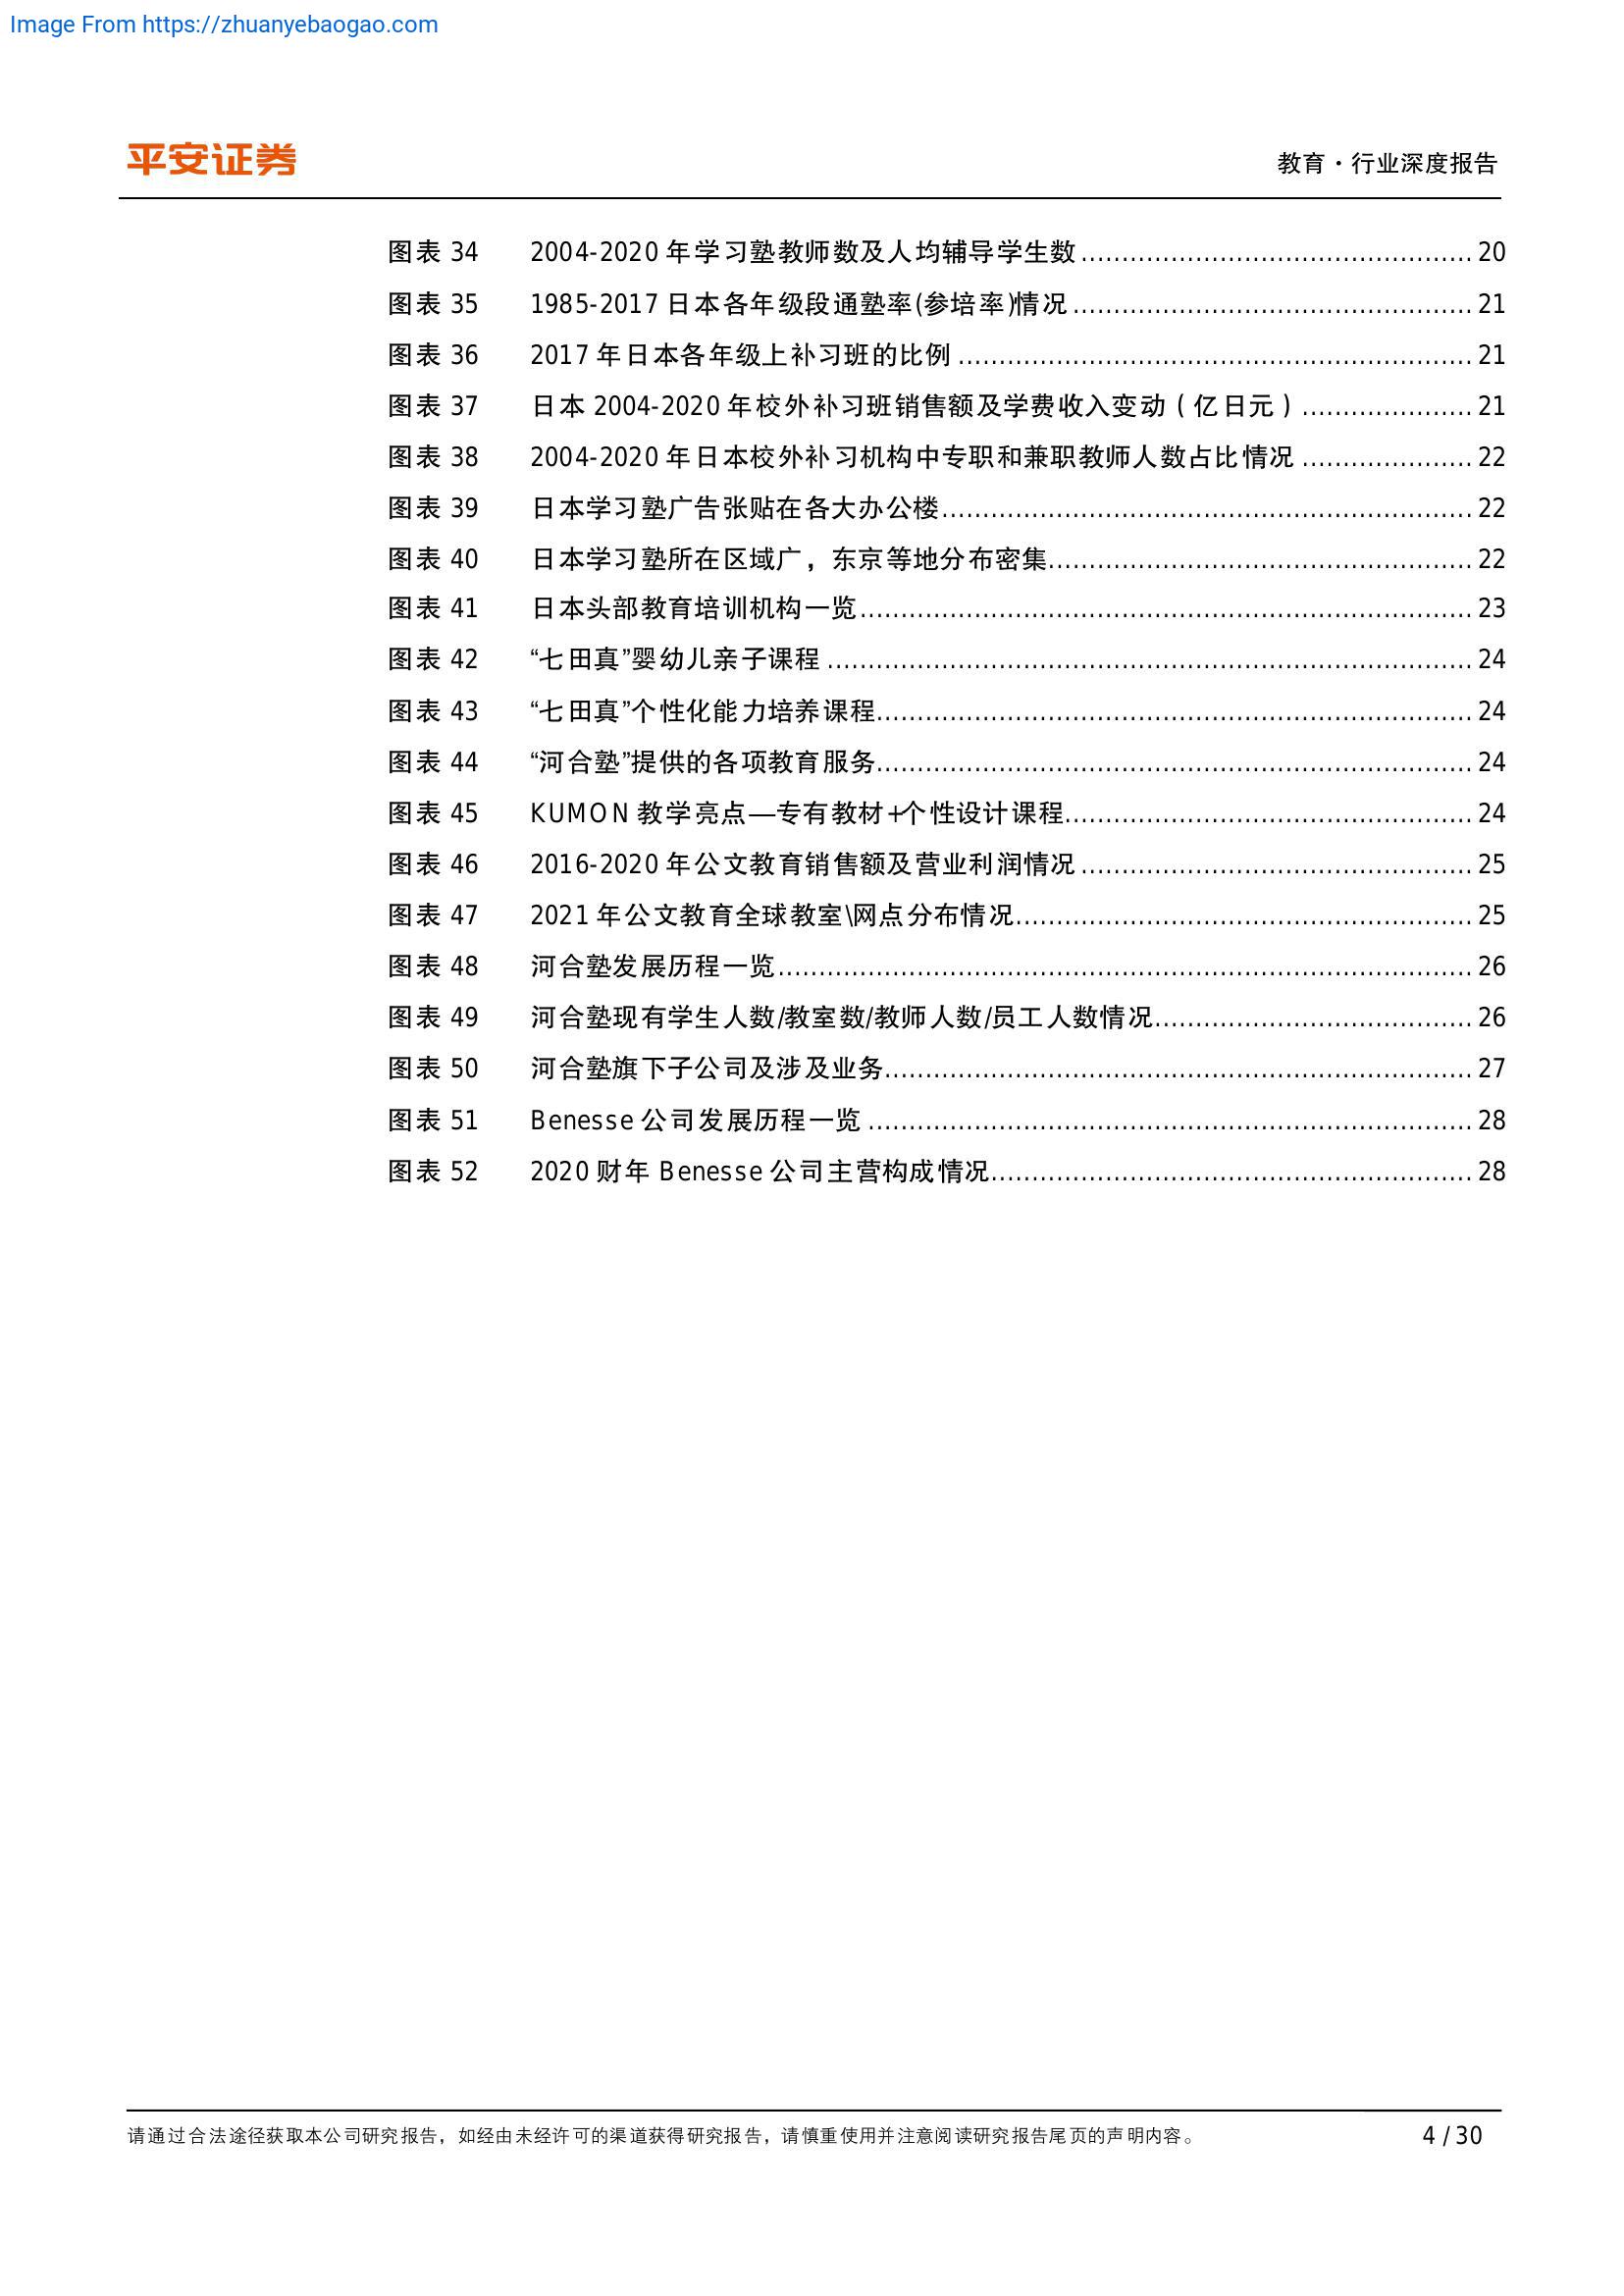 Image From https://zhuanyebaogao.com
平安证券
教育·行业深度报告
图表 34 2004-2020 年学习塾教师数及人均辅导学生数................................................ 20
图表 35 1985-2017 日本各年级段通塾率(参培率)情况................................................. 21
图表 36 2017 年日本各年级上补习班的比例............................................................... 21
图表 37 日本 2004-2020 年校外补习班销售额及学费收入变动（亿日元）..................... 21
图表 38 2004-2020 年日本校外补习机构中专职和兼职教师人数占比情况..................... 22
图表 39 日本学习塾广告张贴在各大办公楼................................................................. 22
图表 40 日本学习塾所在区域广，东京等地分布密集.................................................... 22
图表 41 日本头部教育培训机构一览........................................................................... 23
图表 42 “七田真”婴幼儿亲子课程............................................................................... 24
图表 43 “七田真”个性化能力培养课程......................................................................... 24
图表 44 “河合塾”提供的各项教育服务......................................................................... 24
图表 45 KUMON 教学亮点—专有教材+个性设计课程.................................................. 24
图表 46 2016-2020 年公文教育销售额及营业利润情况................................................ 25
图表 47 2021 年公文教育全球教室\网点分布情况........................................................ 25
图表 48 河合塾发展历程一览..................................................................................... 26
图表 49 河合塾现有学生人数/教室数/教师人数/员工人数情况....................................... 26
图表 50 河合塾旗下子公司及涉及业务........................................................................ 27
图表 51 Benesse 公司发展历程一览.......................................................................... 28
图表 52 2020 财年 Benesse 公司主营构成情况........................................................... 28
请通过合法途径获取本公司研究报告，如经由未经许可的渠道获得研究报告，请慎重使用并注意阅读研究报告尾页的声明内容。 4 / 30